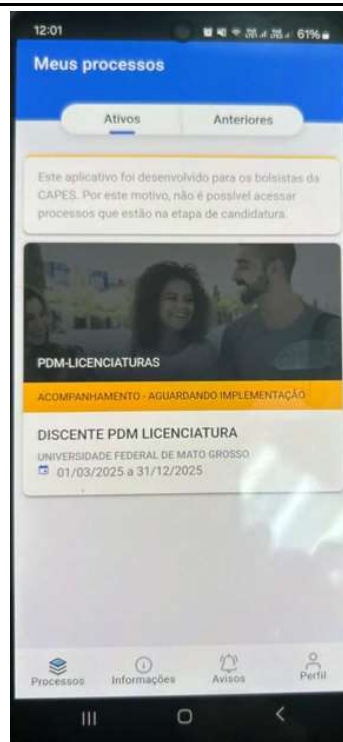 12:01
61%
Meus processos
Ativos
Anteriores
Este aplicativo foi desenvolvido para os bolsistas da
CAPES. Por este motivo, não é possível acessar
processos que estão na etapa de candidatura.
PDM-LICENCIATURAS
ACOMPANHAMENTO - AGUARDANDO IMPLEMENTAÇÃO
DISCENTE PDM LICENCIATURA
UNIVERSIDADE FEDERAL DE MATO GROSSO
01/03/2025 a 31/12/2025
Processos
Informações
Avisos
Perfil